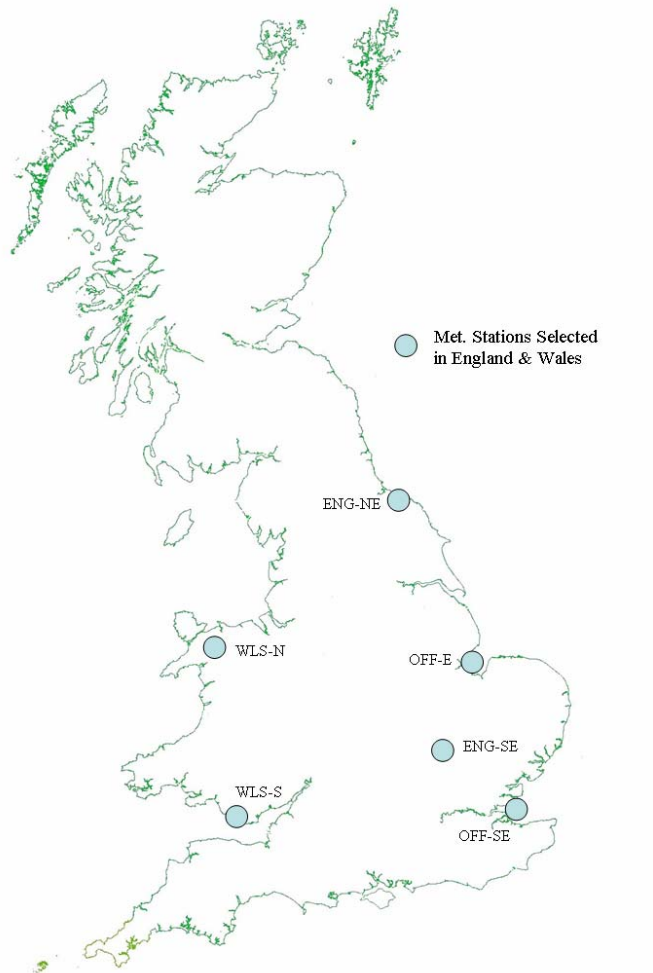 Met. Stations Selected
in England & Wales
ENG-NE
WLS-N
OFF-E
ENG-SE
WLS-S
OFF-SE